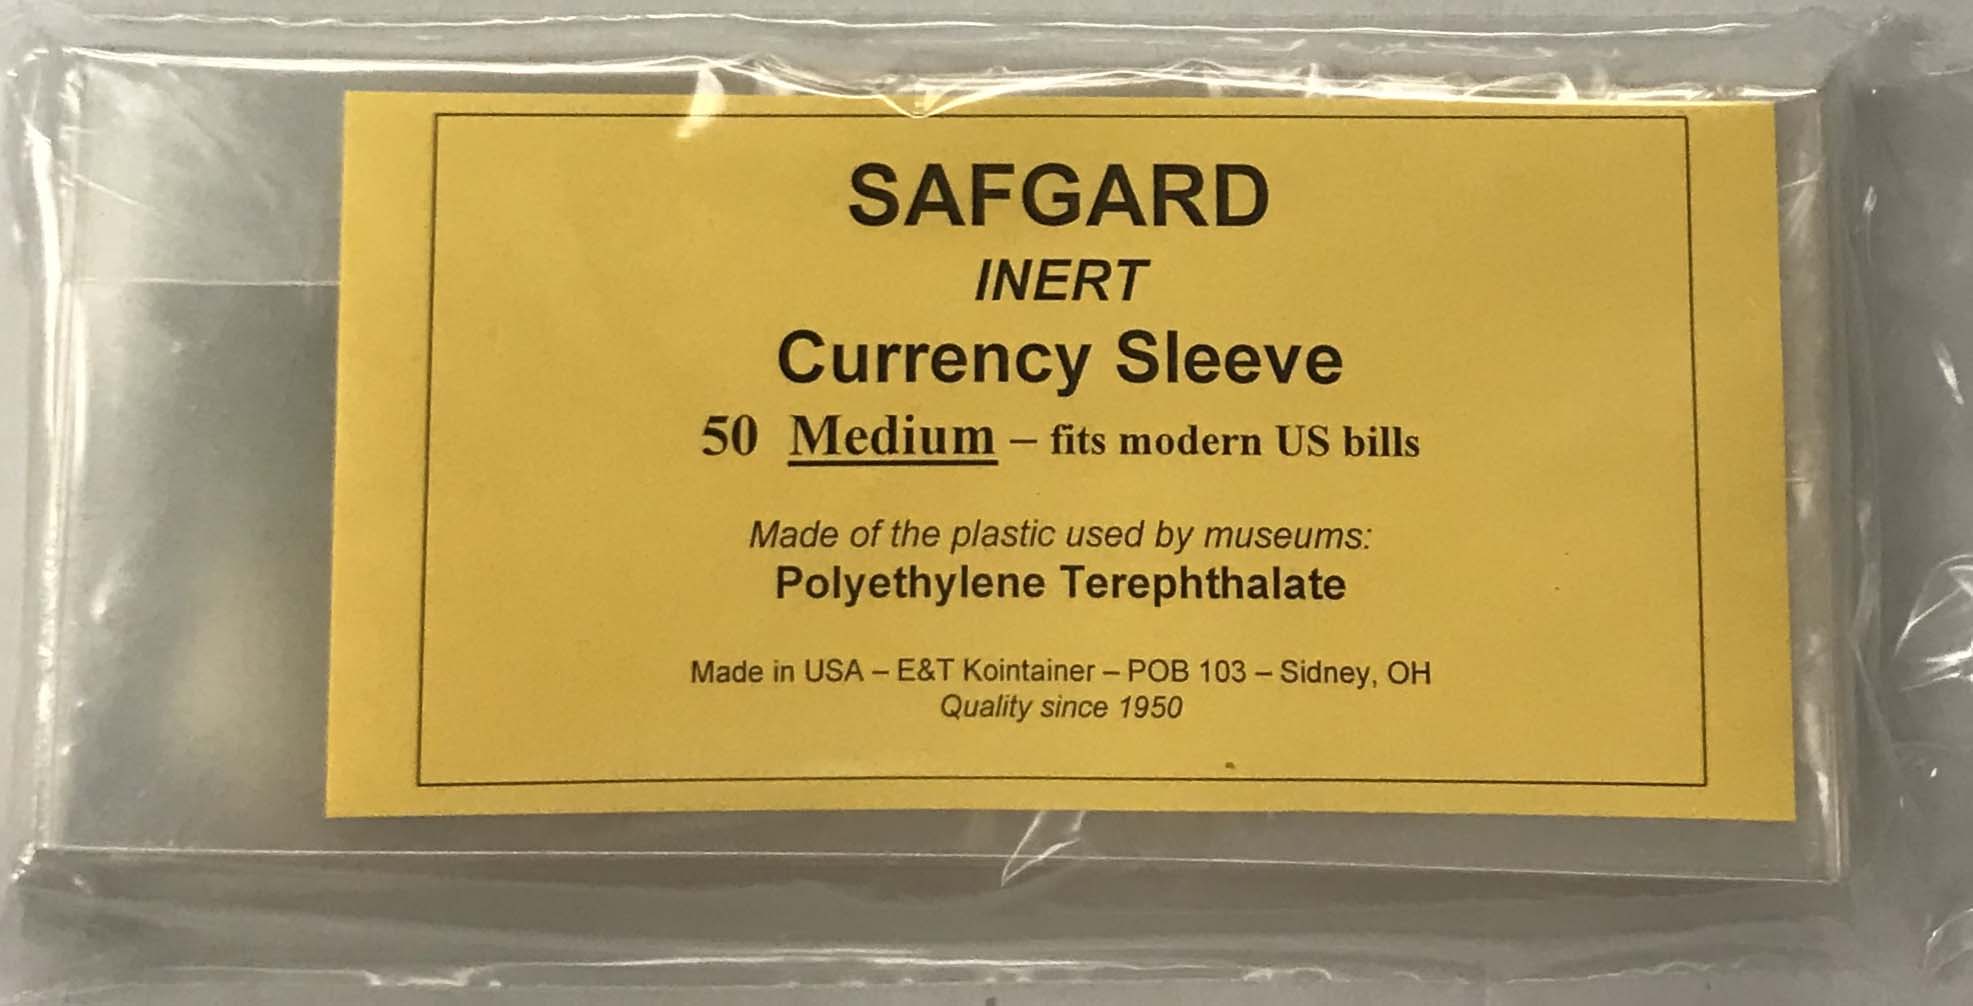 SAFGARD
INERT
Currency Sleeve
50 Medium – fits modern US bills
Made of the plastic used by museums:
Polyethylene Terephthalate
Made in USA – E&T Kointainer – POB 103 – Sidney, OH
Quality since 1950